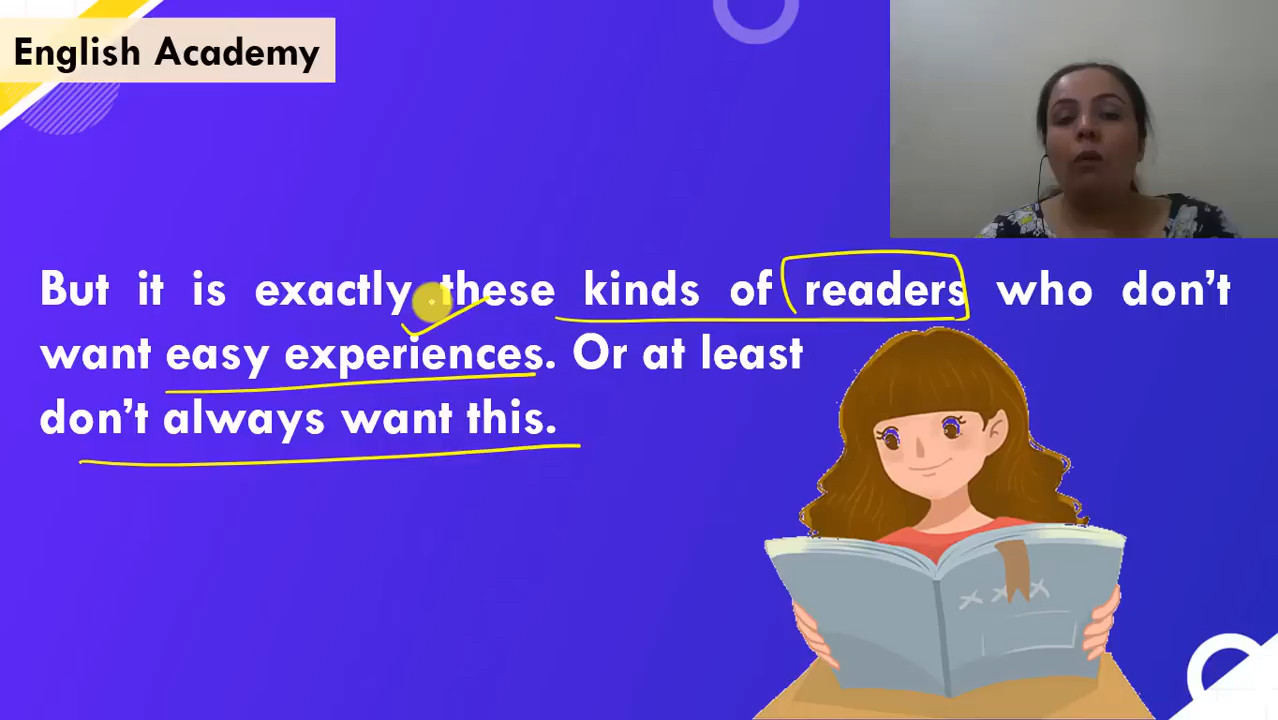 English Academy
But it is exactly these kinds of readers who don't
want easy experiences. Or at least
don't always want this.